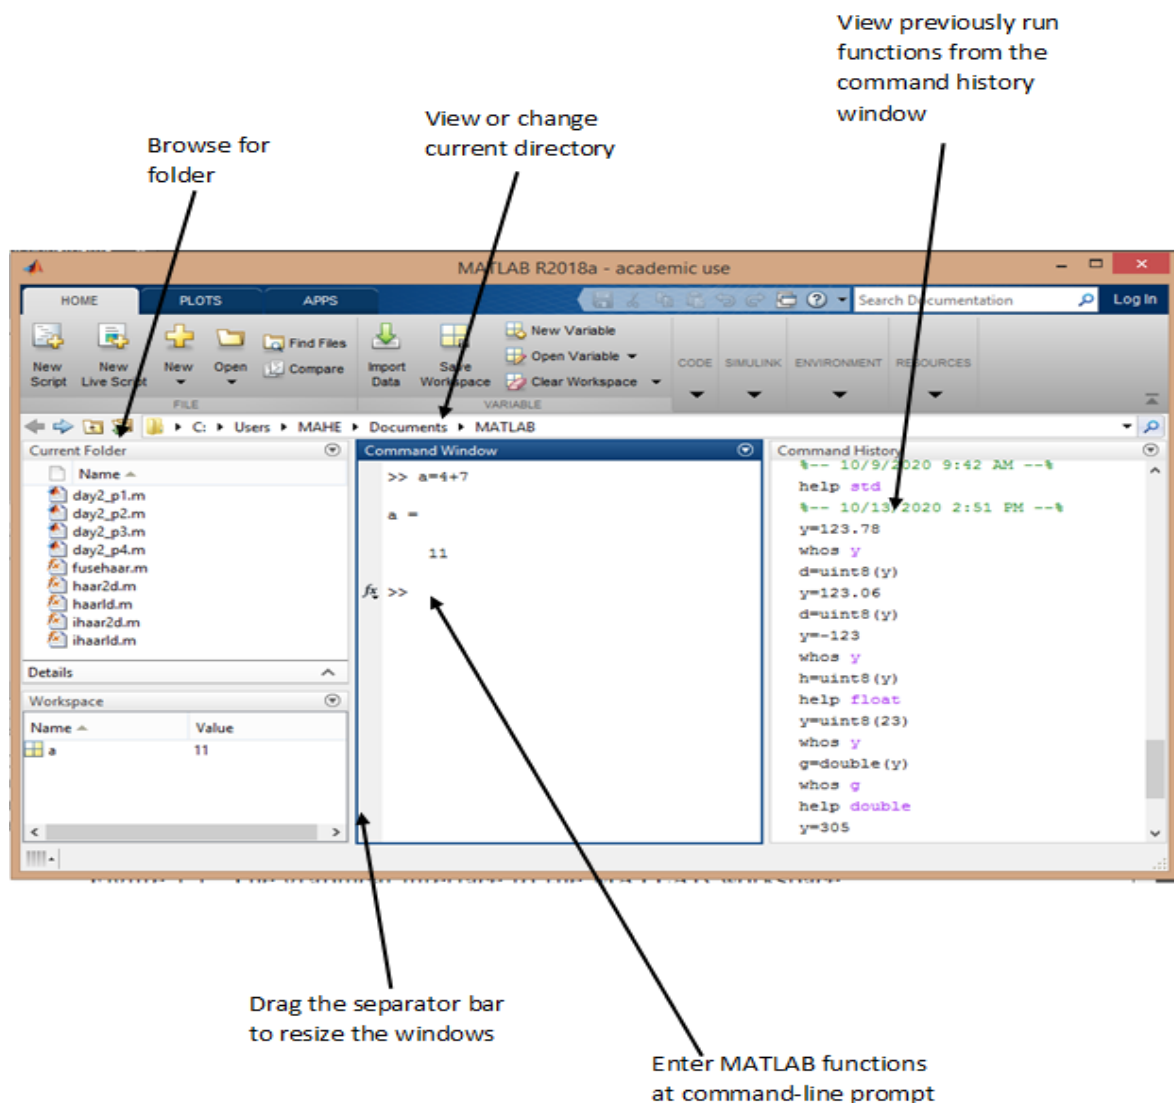 View previously run
functions from the
command history
window
View or change
current directory
Browse for
folder
MATLAB R2018a - academic use
HOME
PLOTS
APPS
Search Documentation
Log In
New
Script
New
Live Script
New
Open
Find Files
Compare
Import
Data
Save
Workspace
New Variable
Open Variable
Clear Workspace
CODE
SIMULINK
ENVIRONMENT
RESOURCES
FILE
VARIABLE
C: Users MAHE Documents MATLAB
Current Folder
Name
day2_p1.m
day2_p2.m
day2_p3.m
day2_p4.m
fusehaar.m
haar2d.m
haarld.m
ihaar2d.m
ihaarld.m
Details
Workspace
Name Value
a 11
Command Window
>> a=4+7
a =
11
fx >>
Command History
%-- 10/9/2020 9:42 AM --%
help std
%-- 10/13/2020 2:51 PM --%
y=123.78
whos y
d=uint8(y)
y=123.06
d=uint8(y)
y=-123
whos y
h=uint8(y)
help float
y=uint8(23)
whos y
g=double(y)
whos g
help double
y=305
Drag the separator bar
to resize the windows
Enter MATLAB functions
at command-line prompt